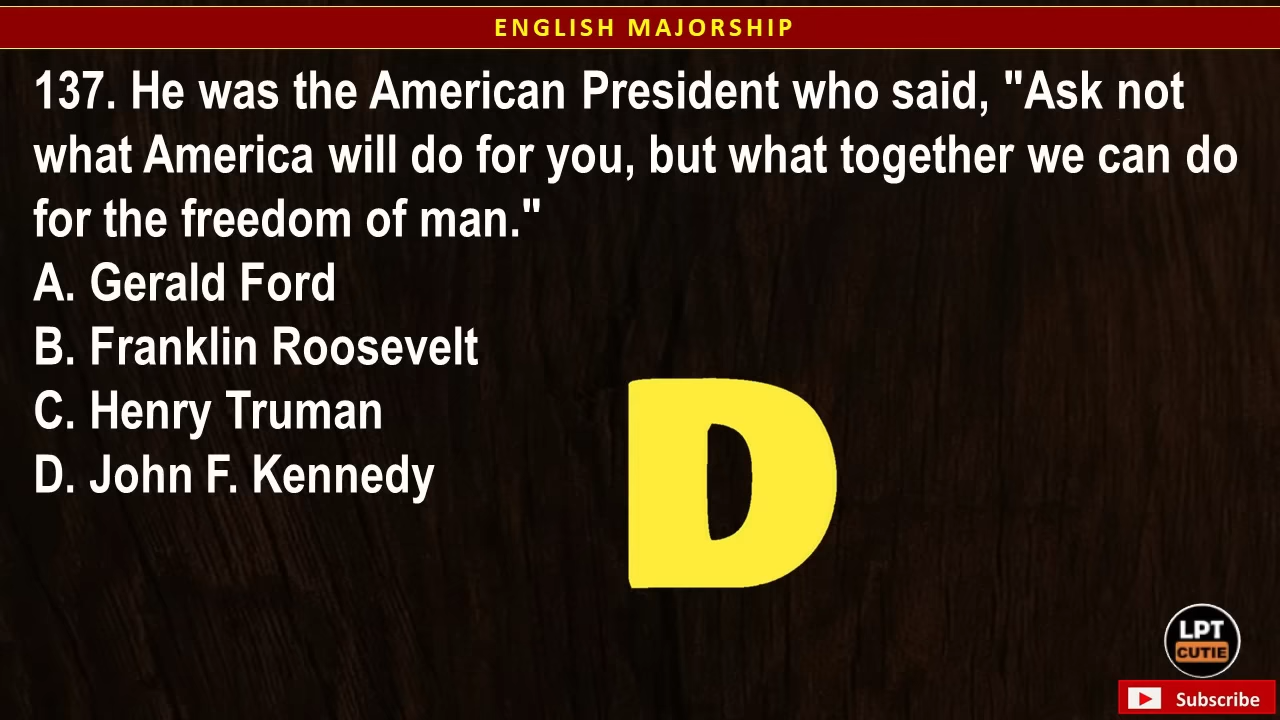 ENGLISH MAJORSHIP
137. He was the American President who said, "Ask not
what America will do for you, but what together we can do
for the freedom of man."
A. Gerald Ford
B. Franklin Roosevelt
C. Henry Truman
D. John F. Kennedy
D
LPT
CUTIE
Subscribe